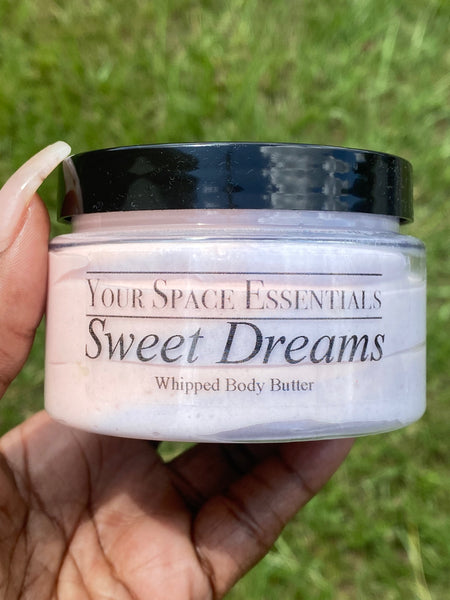 YOUR SPACE ESSENTIALS
Sweet Dreams
Whipped Body Butter